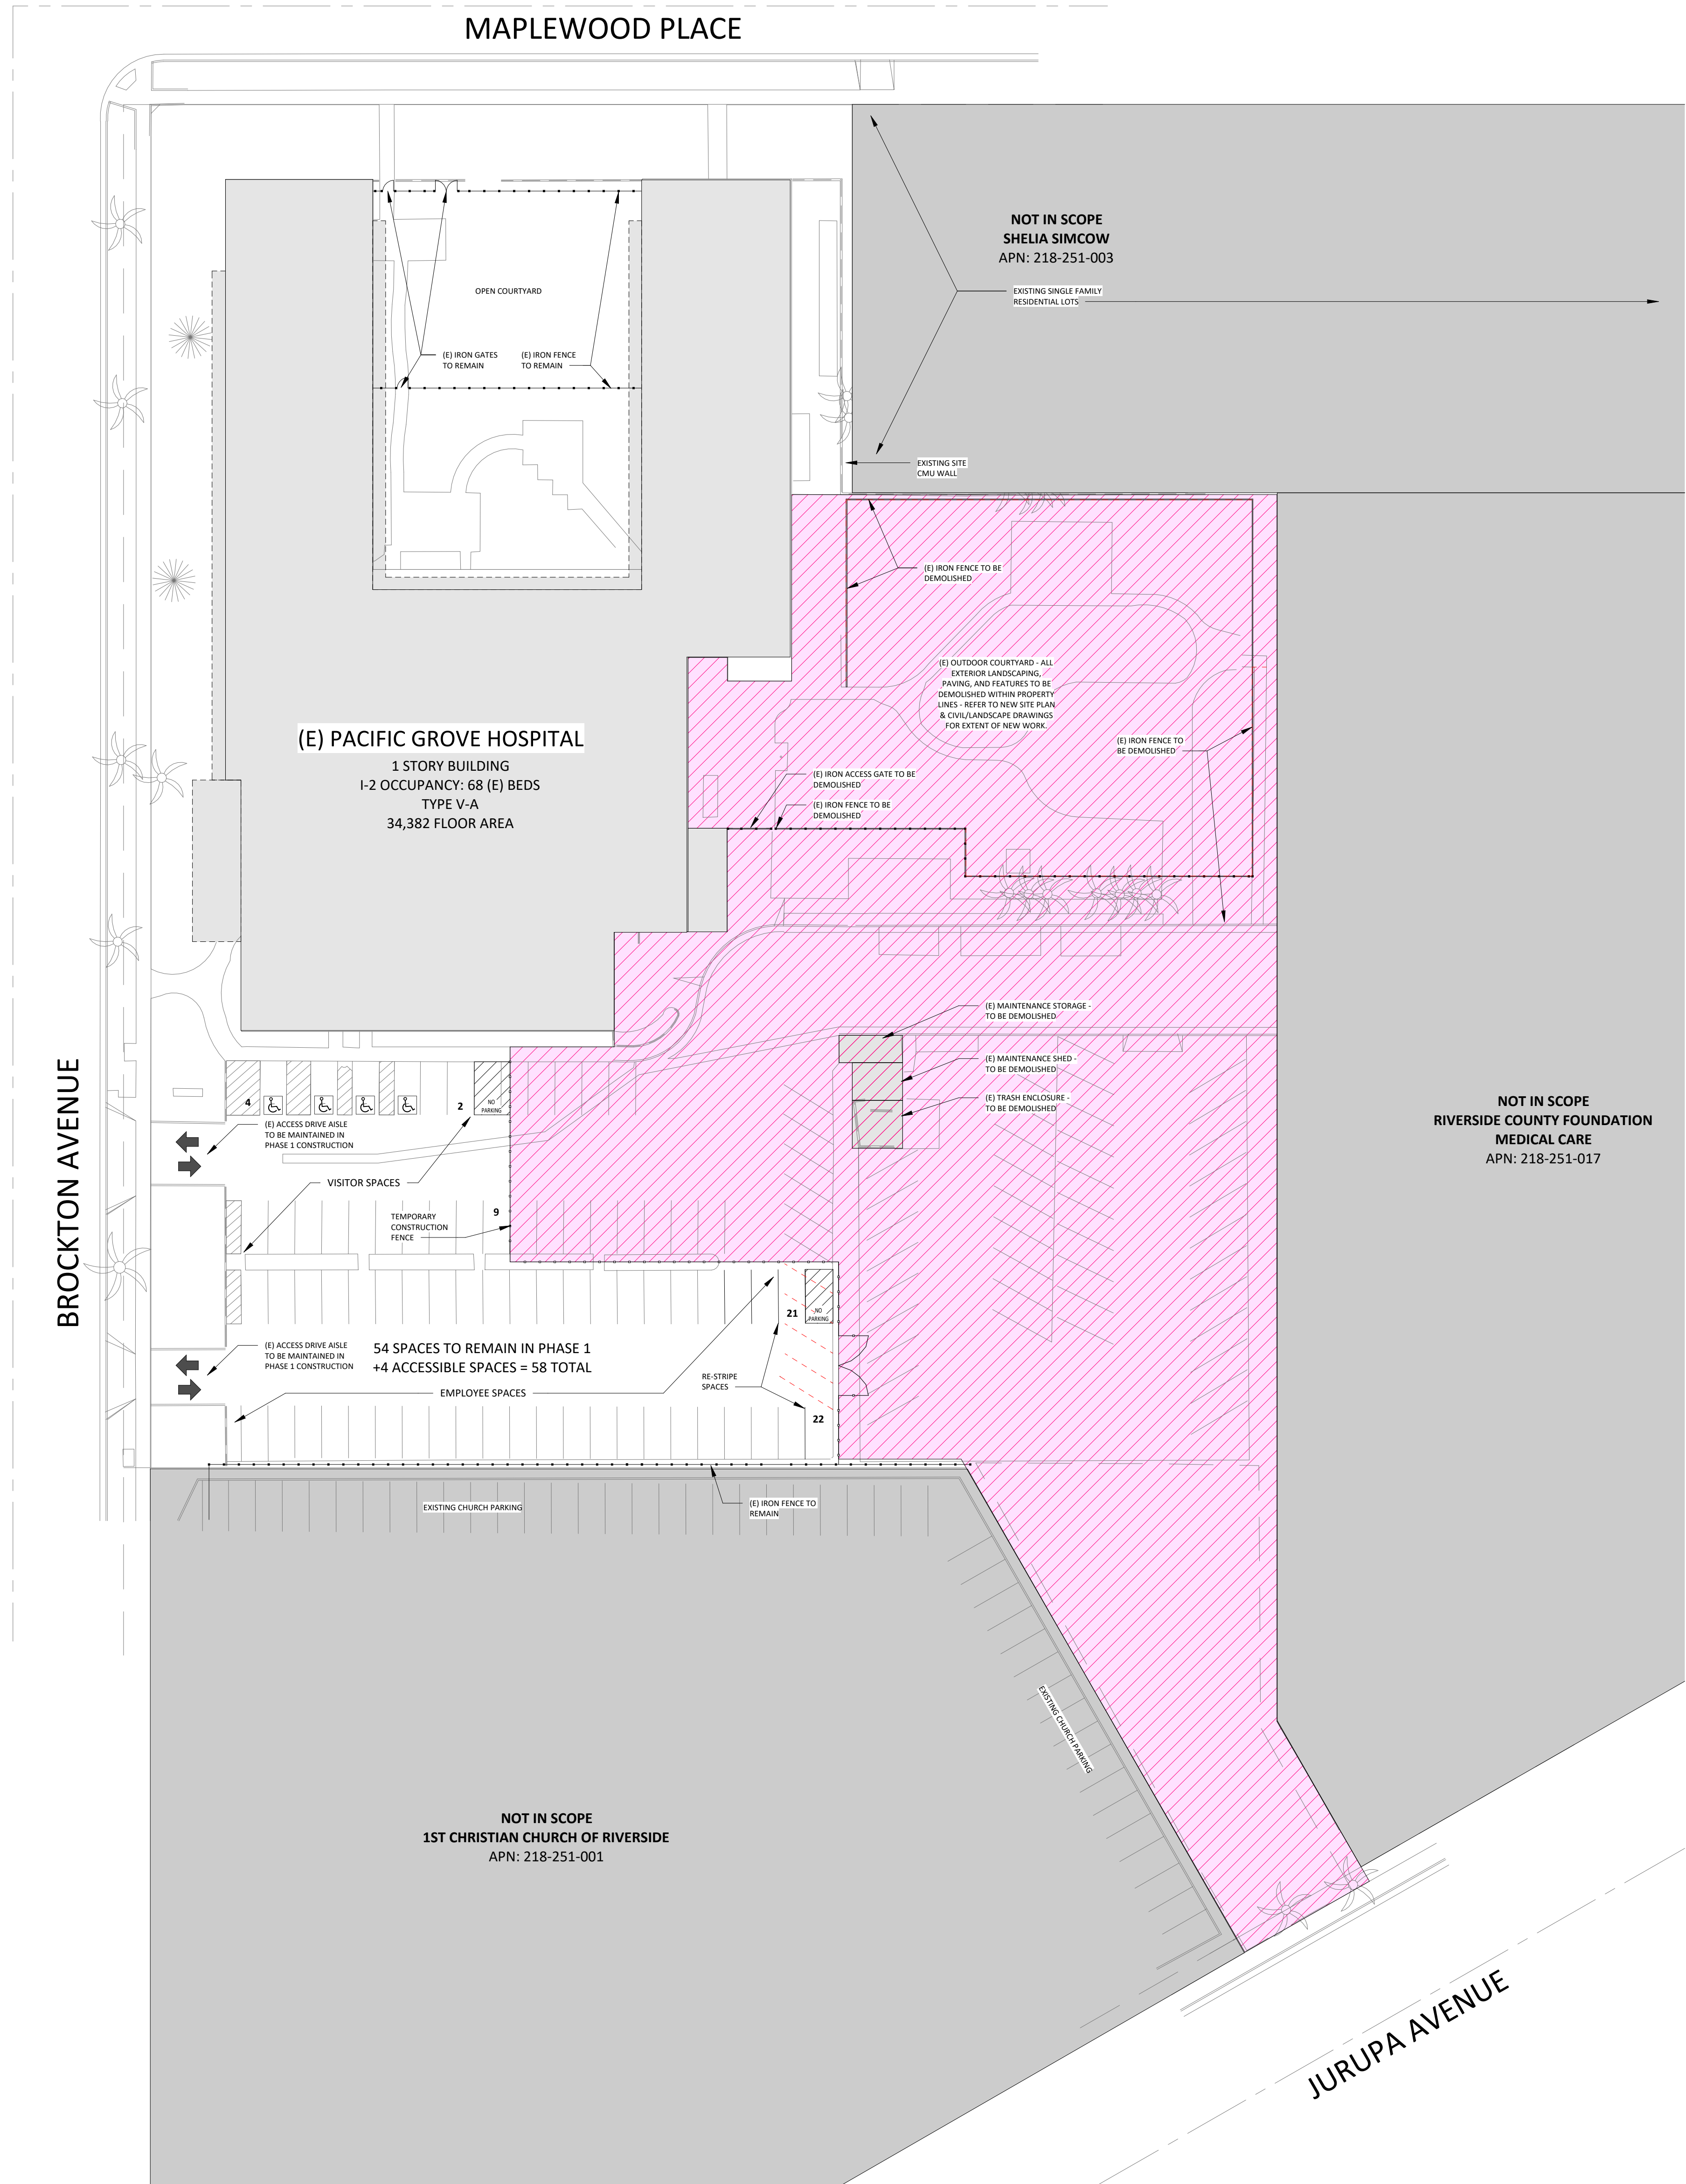 MAPLEWOOD PLACE
NOT IN SCOPE
SHELIA SIMCOW
APN: 218-251-003
EXISTING SINGLE FAMILY
RESIDENTIAL LOTS
OPEN COURTYARD
(E) IRON GATES
TO REMAIN
(E) IRON FENCE
TO REMAIN
EXISTING SITE
CMU WALL
(E) IRON FENCE TO BE
DEMOLISHED
(E) OUTDOOR COURTYARD - ALL
EXTERIOR LANDSCAPING,
PAVING, AND FEATURES TO BE
DEMOLISHED WITHIN PROPERTY
LINES - REFER TO NEW SITE PLAN
& CIVIL/LANDSCAPE DRAWINGS
FOR EXTENT OF NEW WORK.
(E) IRON FENCE TO
BE DEMOLISHED
(E) PACIFIC GROVE HOSPITAL
1 STORY BUILDING
I-2 OCCUPANCY: 68 (E) BEDS
TYPE V-A
34,382 FLOOR AREA
(E) IRON ACCESS GATE TO BE
DEMOLISHED
(E) IRON FENCE TO BE
DEMOLISHED
(E) MAINTENANCE STORAGE -
TO BE DEMOLISHED
(E) MAINTENANCE SHED -
TO BE DEMOLISHED
(E) TRASH ENCLOSURE -
TO BE DEMOLISHED
NOT IN SCOPE
RIVERSIDE COUNTY FOUNDATION
MEDICAL CARE
APN: 218-251-017
BROCKTON AVENUE
4
2
NO
PARKING
(E) ACCESS DRIVE AISLE
TO BE MAINTAINED IN
PHASE 1 CONSTRUCTION
VISITOR SPACES
9
TEMPORARY
CONSTRUCTION
FENCE
21
NO
PARKING
(E) ACCESS DRIVE AISLE
TO BE MAINTAINED IN
PHASE 1 CONSTRUCTION
54 SPACES TO REMAIN IN PHASE 1
+4 ACCESSIBLE SPACES = 58 TOTAL
RE-STRIPE
SPACES
EMPLOYEE SPACES
22
EXISTING CHURCH PARKING
(E) IRON FENCE TO
REMAIN
EXISTING CHURCH PARKING
NOT IN SCOPE
1ST CHRISTIAN CHURCH OF RIVERSIDE
APN: 218-251-001
JURUPA AVENUE